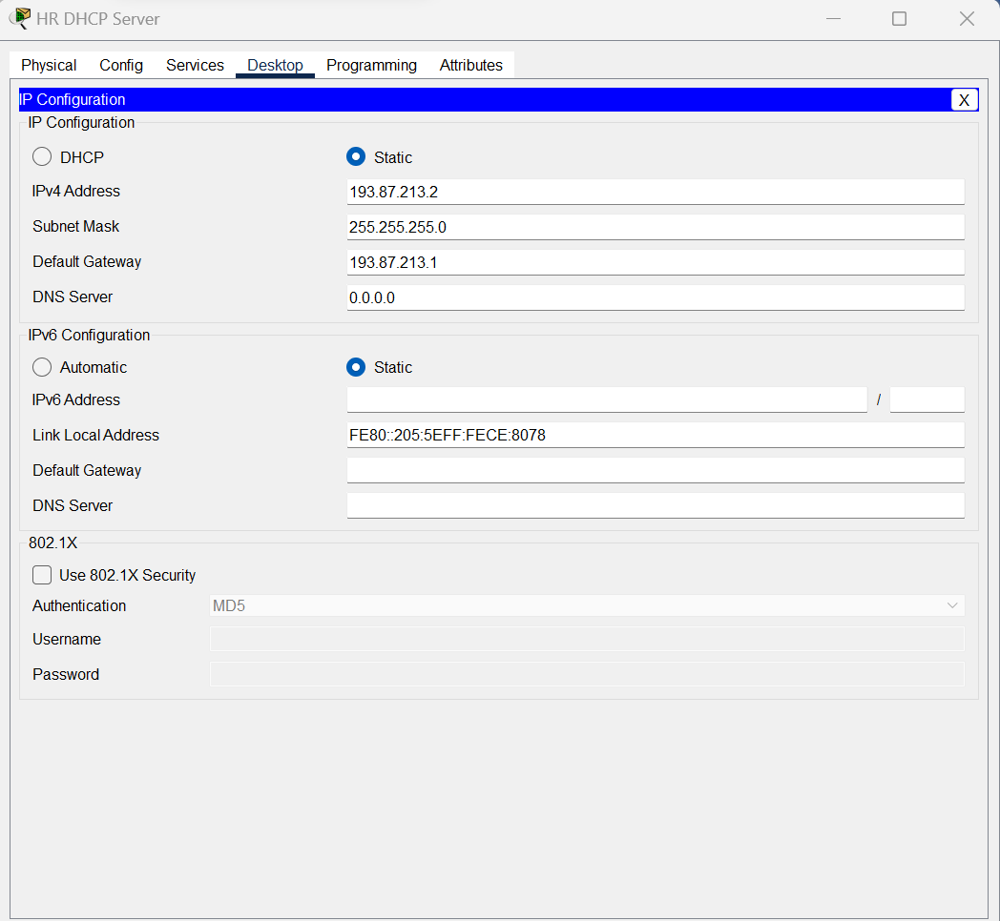 HR DHCP Server
Physical Config Services Desktop Programming Attributes
IP Configuration X
IP Configuration
DHCP Static
IPv4 Address 193.87.213.2
Subnet Mask 255.255.255.0
Default Gateway 193.87.213.1
DNS Server 0.0.0.0
IPv6 Configuration
Automatic Static
IPv6 Address /
Link Local Address FE80::205:5EFF:FECE:8078
Default Gateway
DNS Server
802.1X
Use 802.1X Security
Authentication MD5
Username
Password